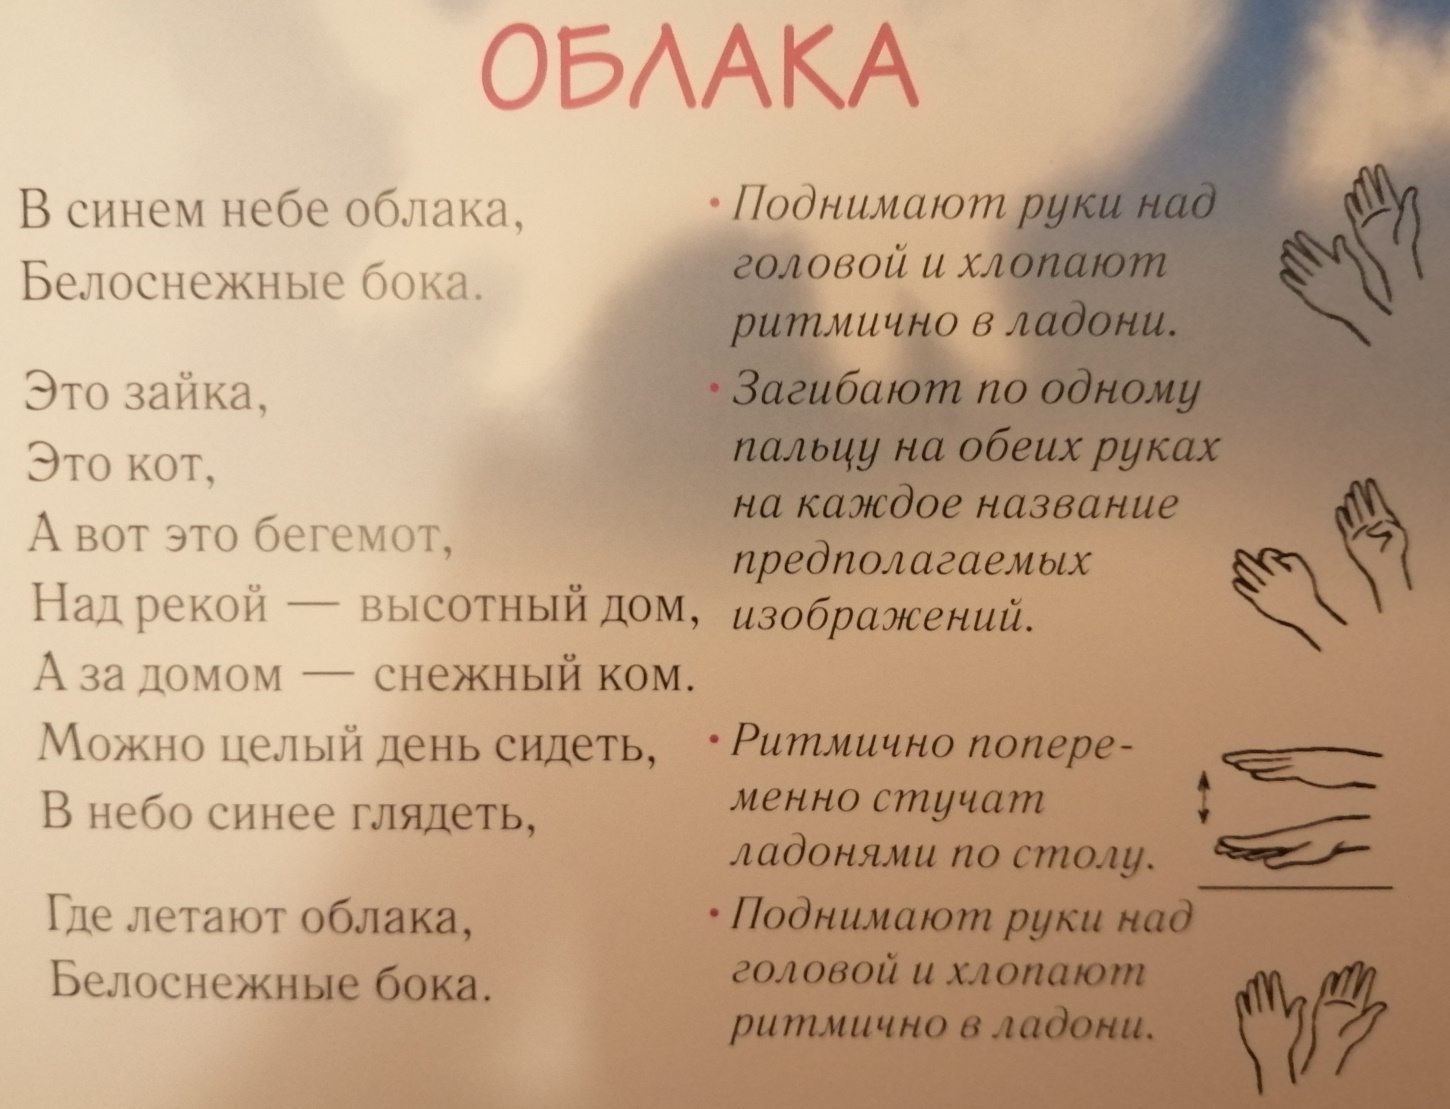 ОБЛАКА
В синем небе облака,
Белоснежные бока.
• Поднимают руки над
головой и хлопают
ритмично в ладони.
Это зайка,
Это кот,
А вот это бегемот,
Над рекой — высотный дом,
А за домом — снежный ком.
• Загибают по одному
пальцу на обеих руках
на каждое название
предполагаемых
изображений.
Можно целый день сидеть,
В небо синее глядеть,
• Ритмично попере-
менно стучат
ладонями по столу.
Где летают облака,
Белоснежные бока.
• Поднимают руки над
головой и хлопают
ритмично в ладони.